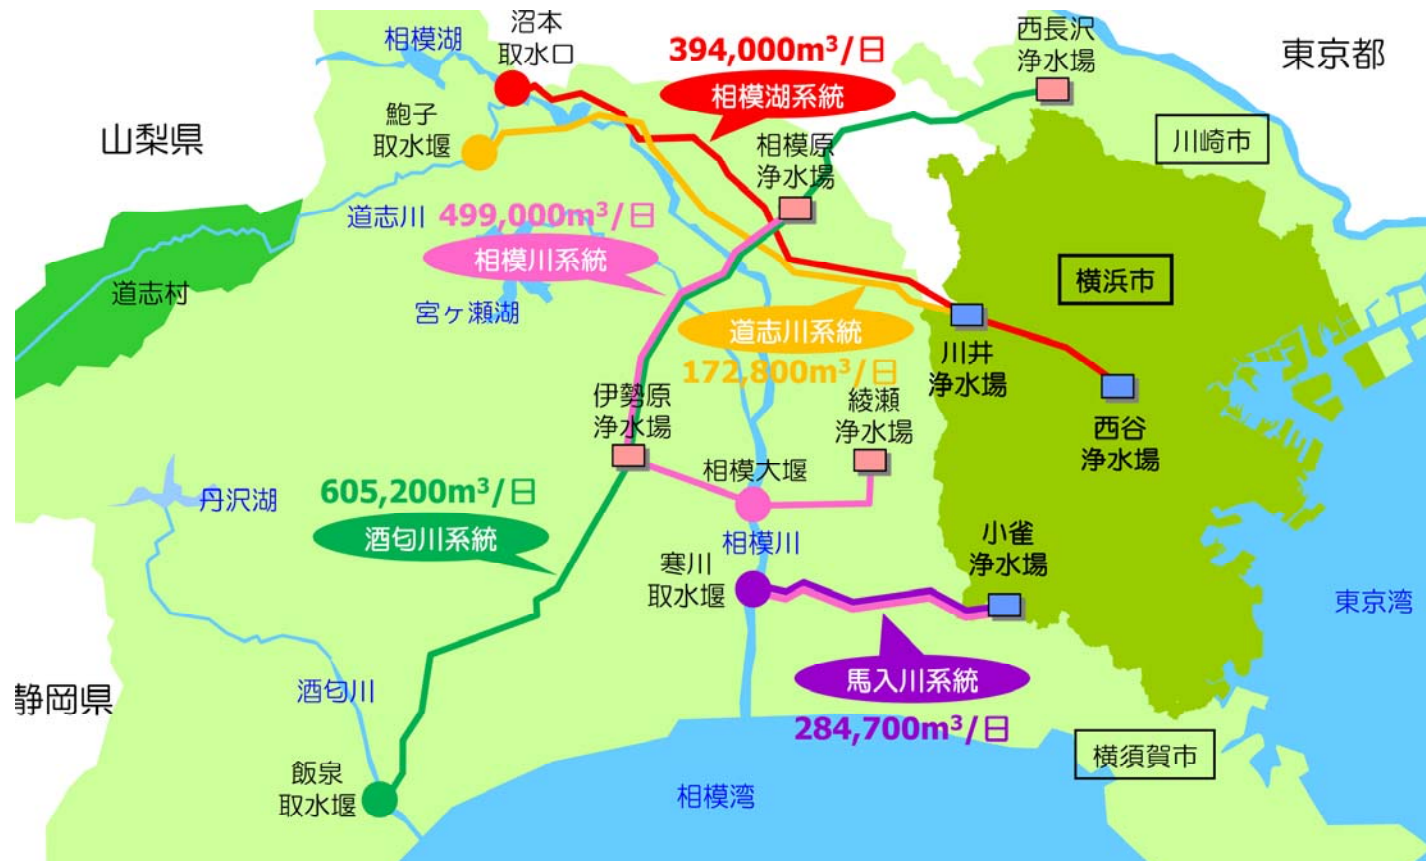 沼本
取水口
相模湖
394,000m³/日
西長沢
浄水場
東京都
相模湖系統
鮑子
取水堰
山梨県
川崎市
相模原
浄水場
道志川
499,000m³/日
相模川系統
横浜市
道志村
宮ヶ瀬湖
道志川系統
172,800m³/日
川井
浄水場
伊勢原
浄水場
綾瀬
浄水場
西谷
浄水場
相模大堰
丹沢湖
605,200m³/日
酒匂川系統
相模川
小雀
浄水場
寒川
取水堰
東京湾
酒匂川
馬入川系統
静岡県
284,700m³/日
横須賀市
飯泉
取水堰
相模湾